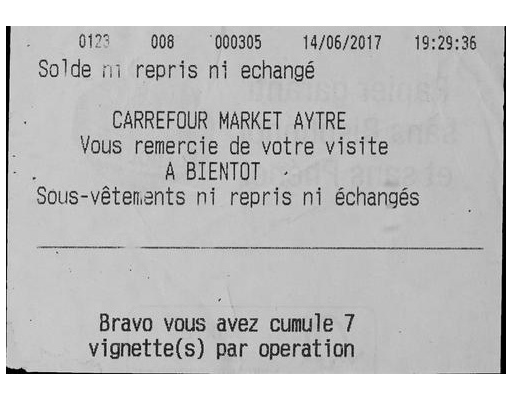 0123 008 000305 14/06/2017 19:29:36
Solde ni repris ni echangé
CARREFOUR MARKET AYTRE
Vous remercie de votre visite
A BIENTOT
Sous-vêtements ni repris ni échangés
Bravo vous avez cumule 7
vignette(s) par operation